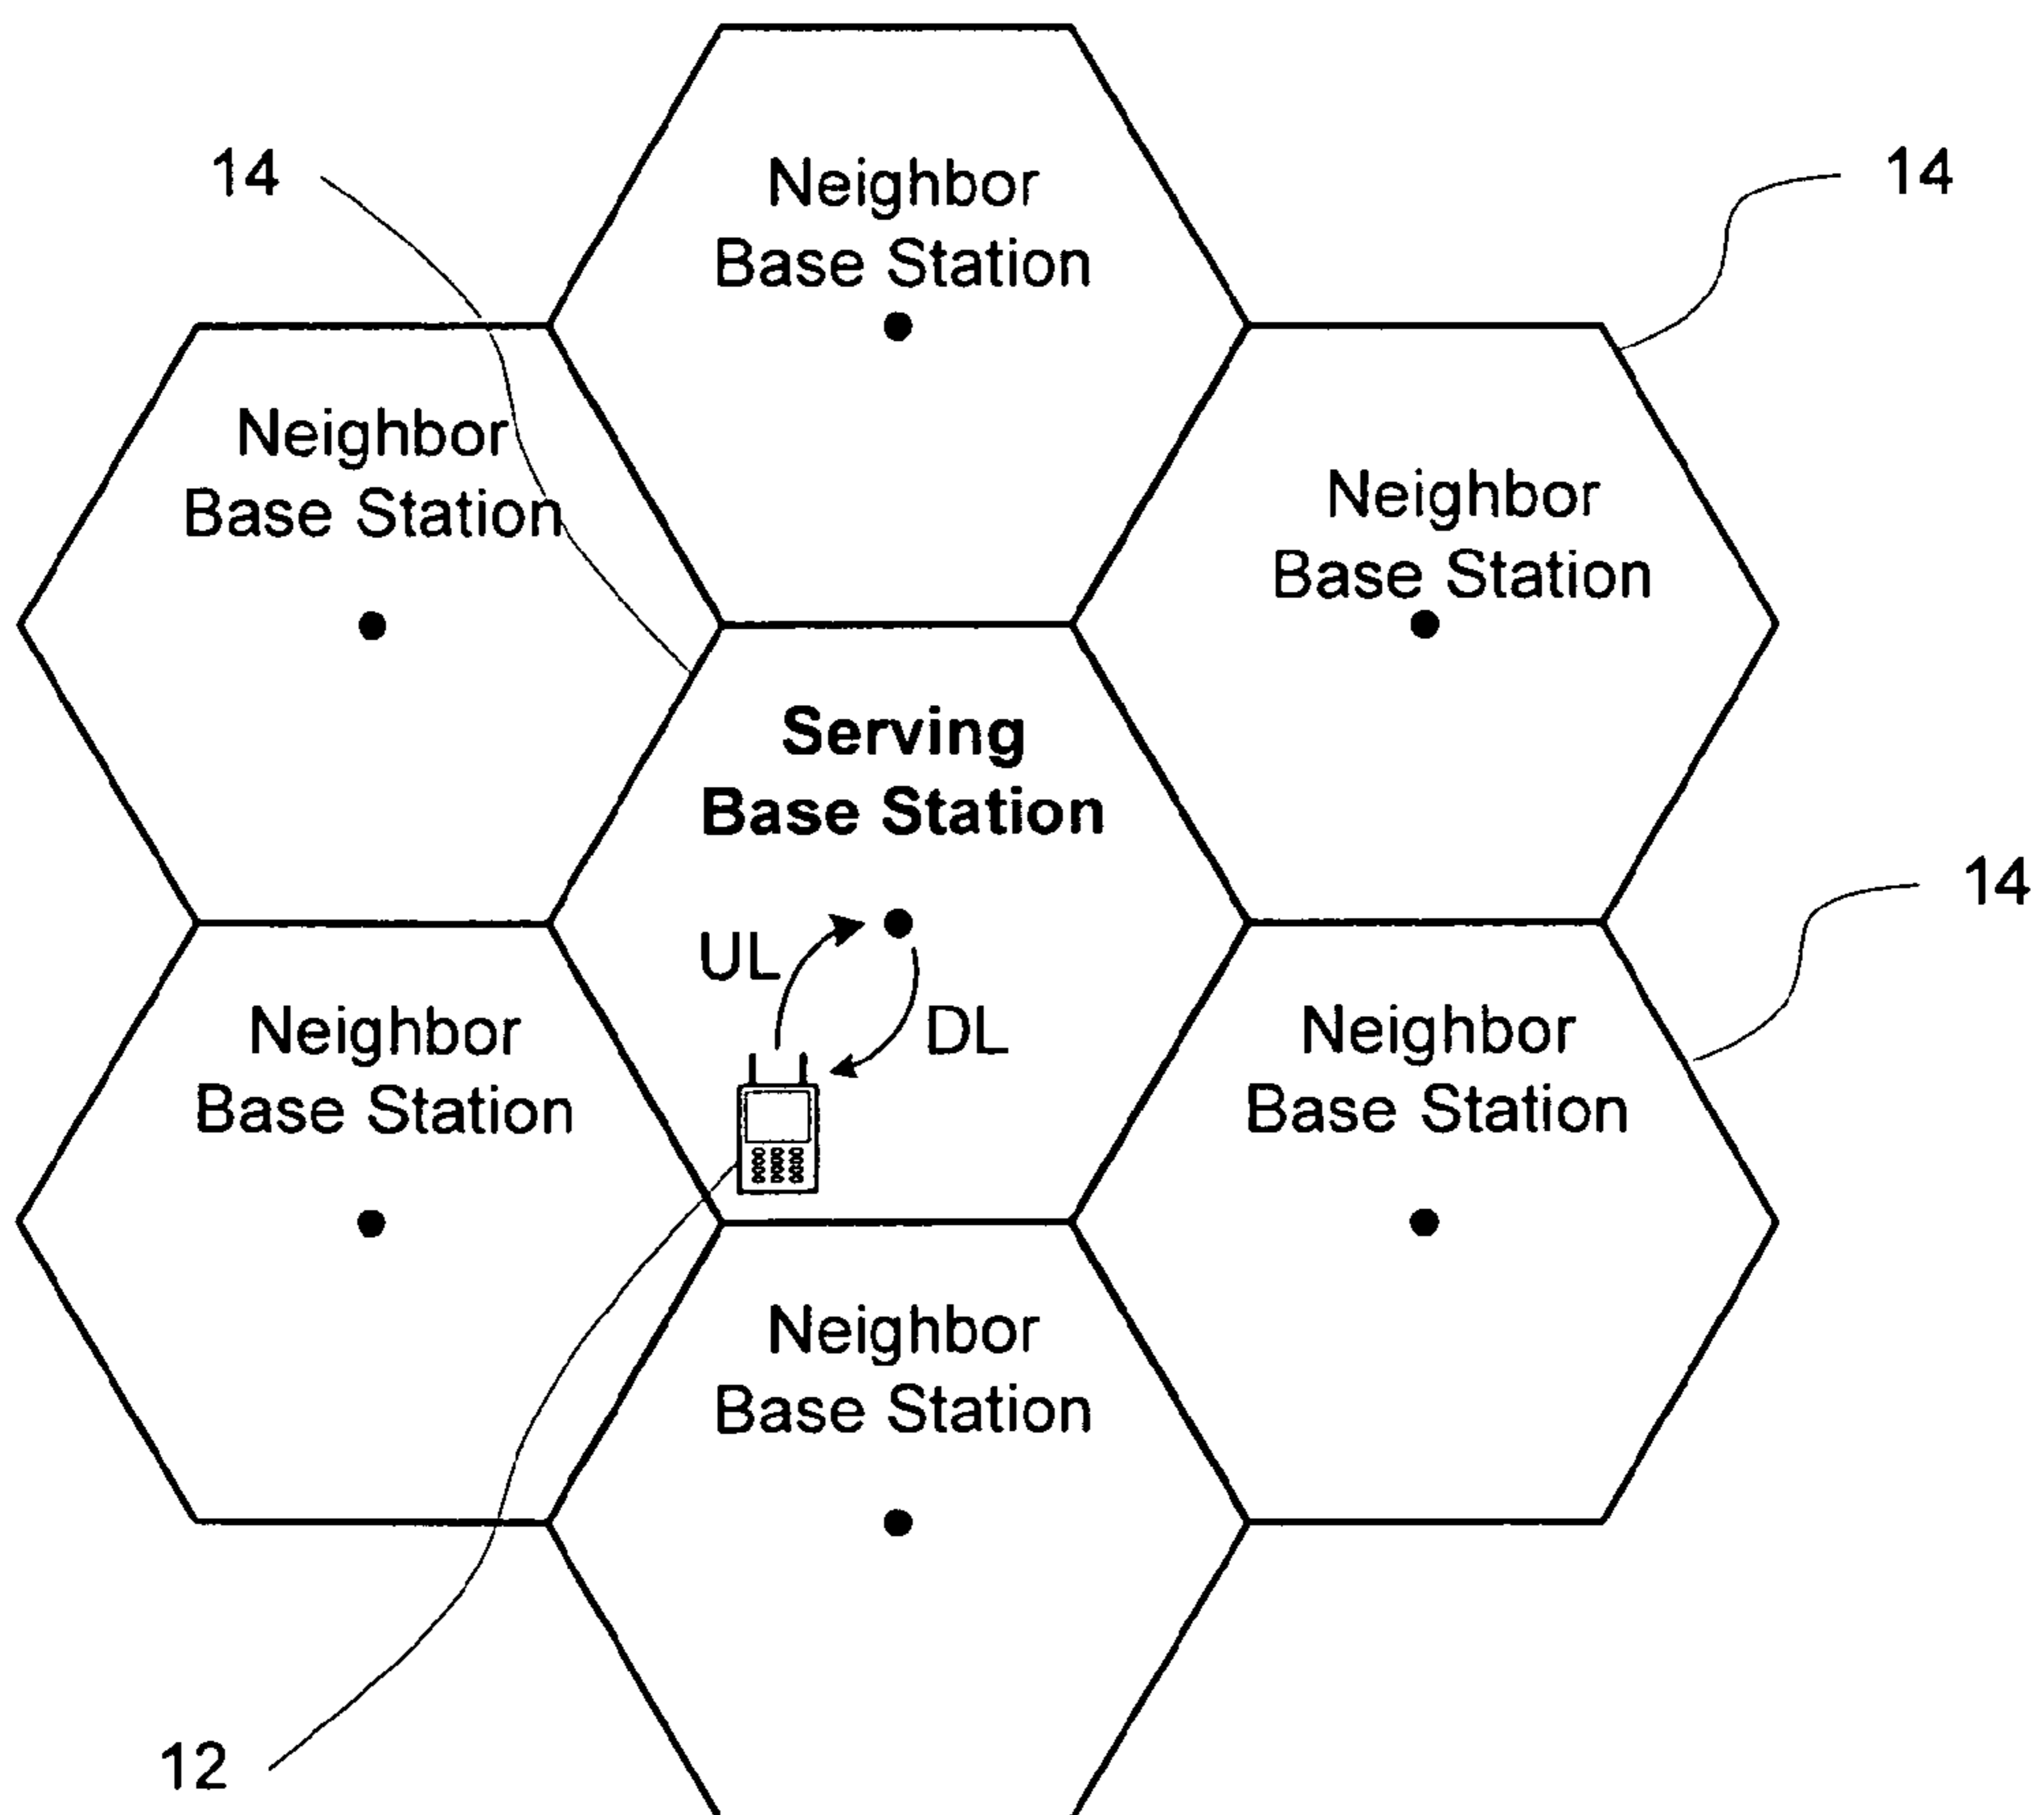 14
Neighbor
Base Station
14
Neighbor
Base Station
Neighbor
Base Station
Serving
Base Station
14
UL
DL
Neighbor
Base Station
Neighbor
Base Station
Neighbor
Base Station
12